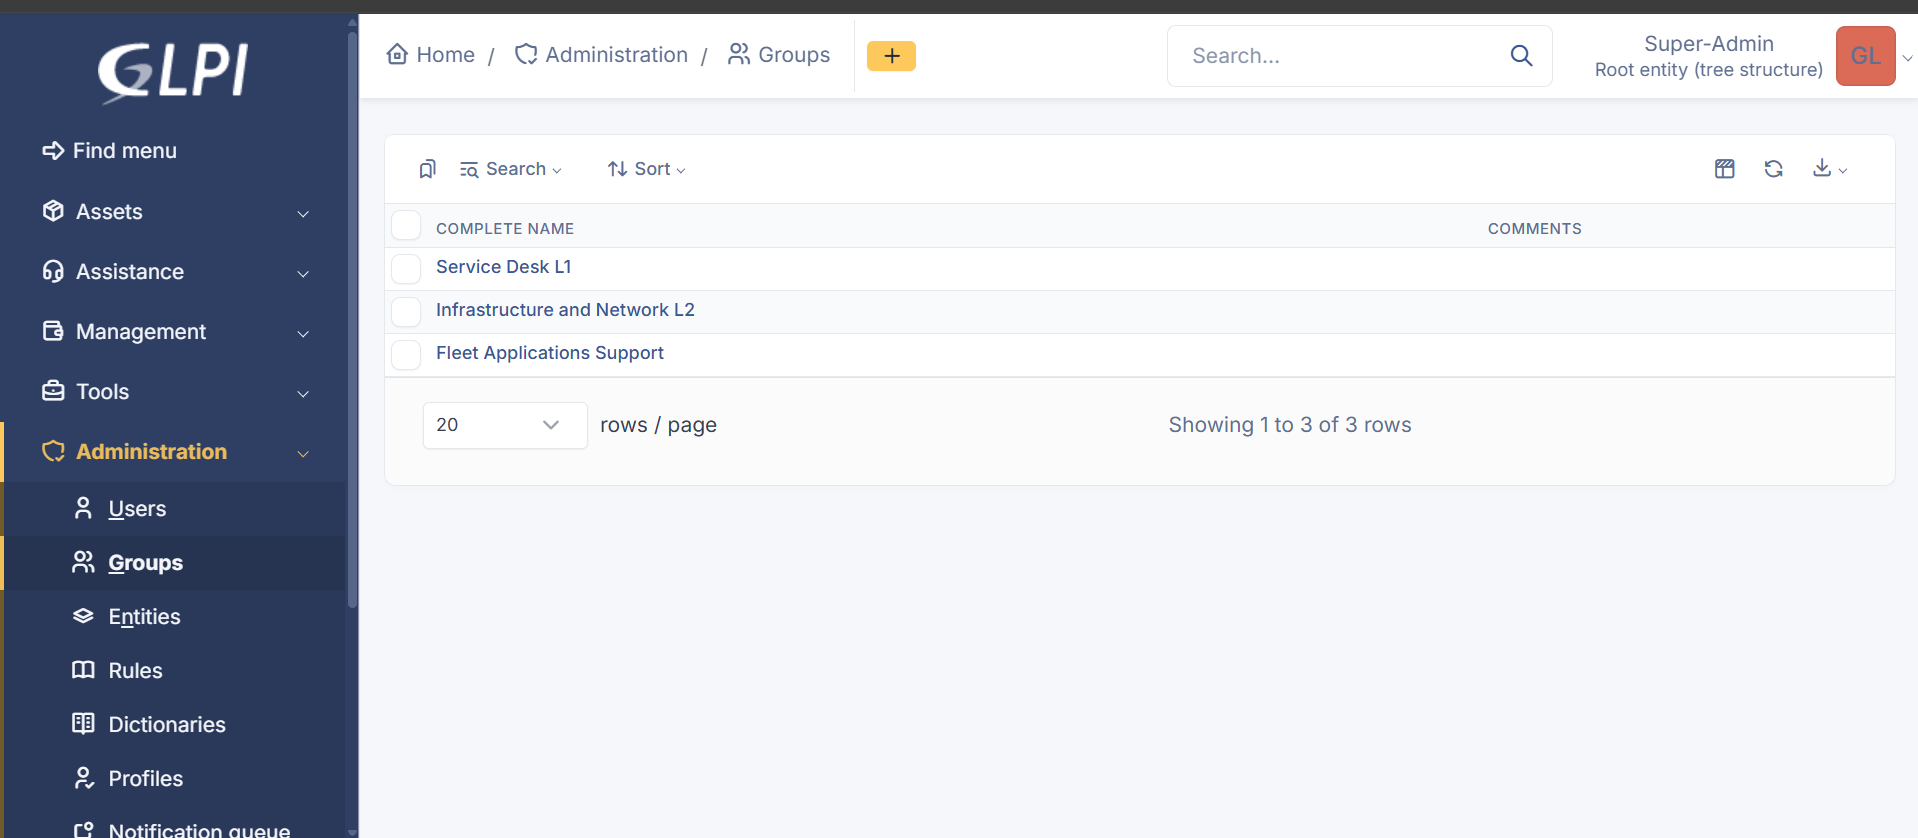 GLPI
Find menu
Assets
Assistance
Management
Tools
Administration
Users
Groups
Entities
Rules
Dictionaries
Profiles
Notification queue
Home / Administration / Groups
+
Search...
Super-Admin
Root entity (tree structure)
GL
Search
Sort
COMPLETE NAME COMMENTS
Service Desk L1
Infrastructure and Network L2
Fleet Applications Support
20 rows / page Showing 1 to 3 of 3 rows